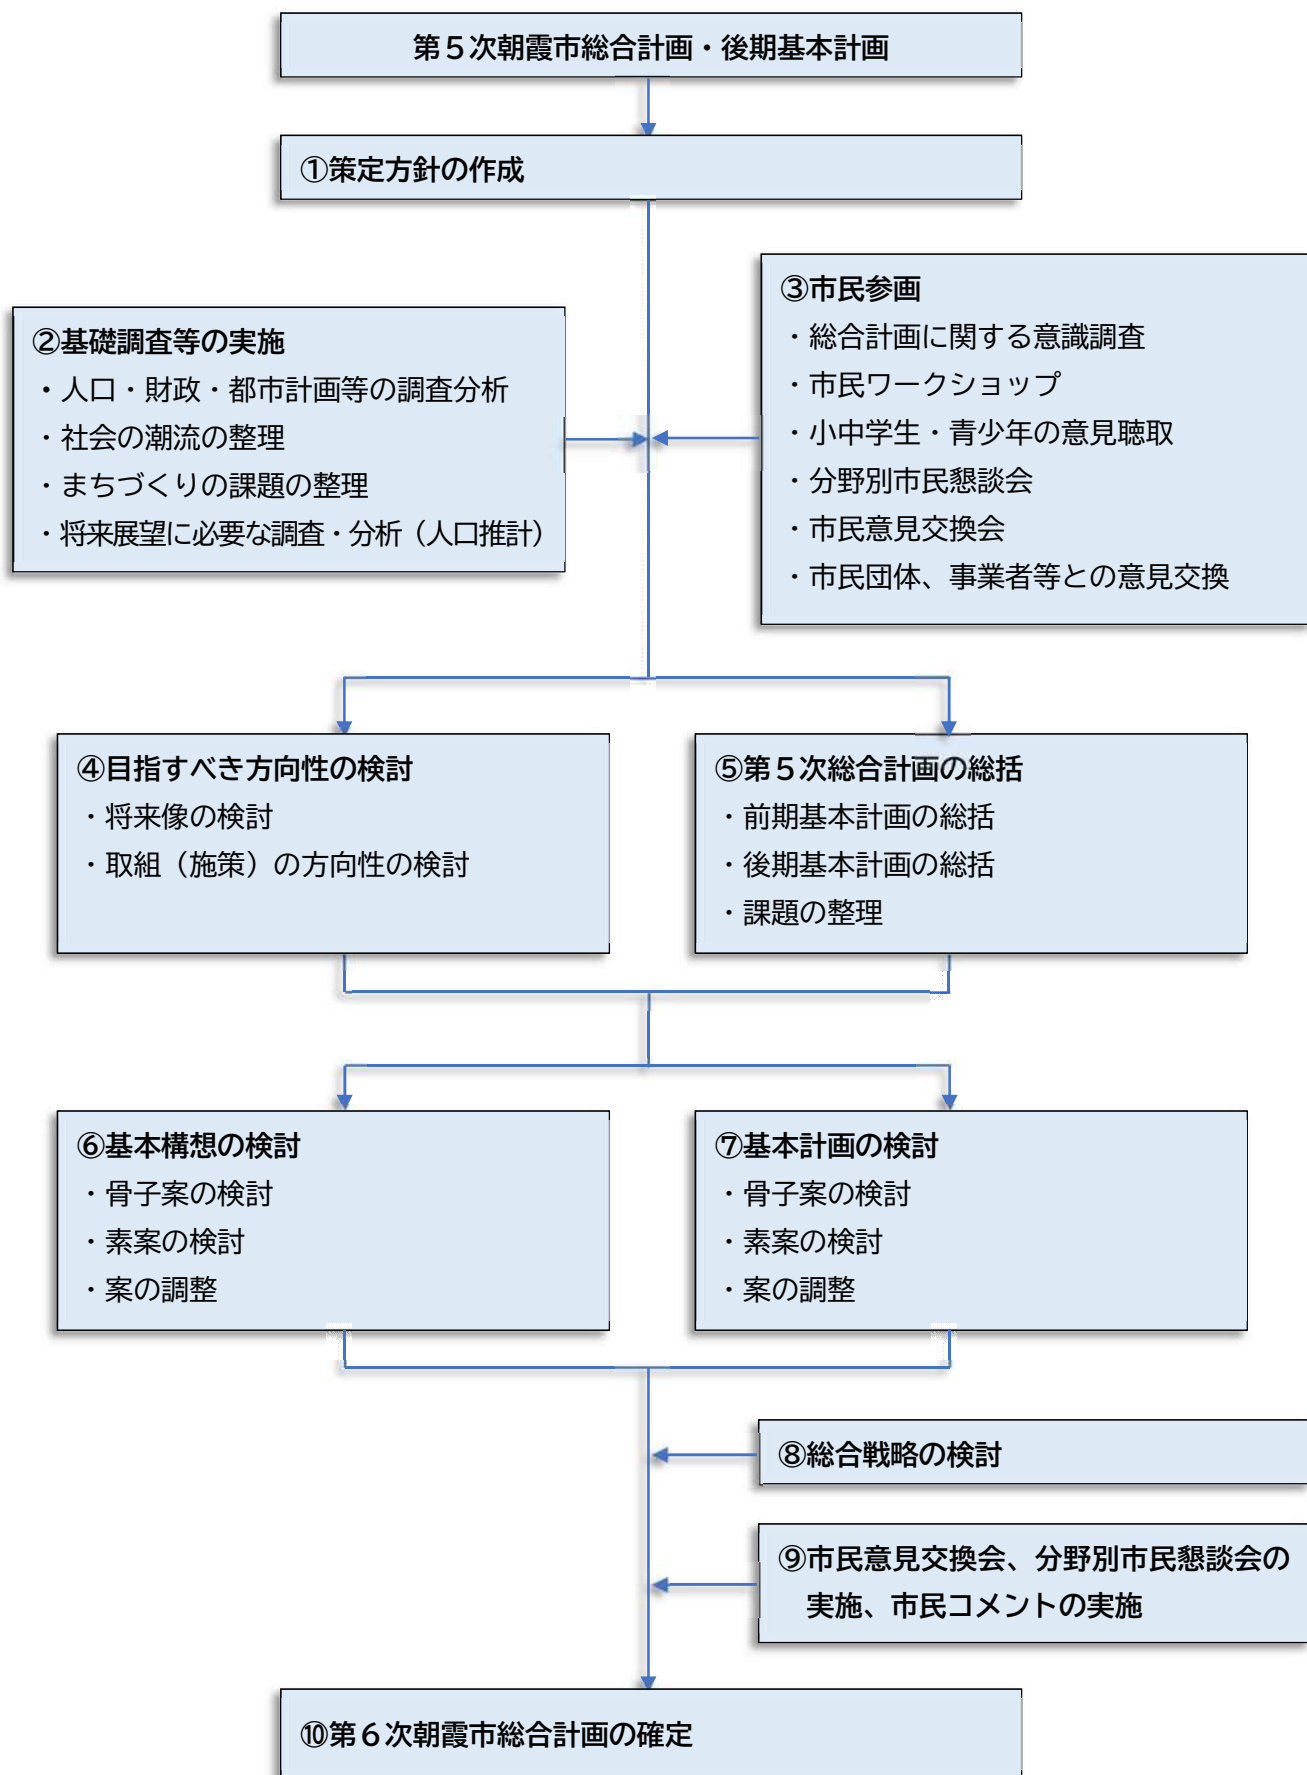 第５次朝霞市総合計画・後期基本計画
①策定方針の作成
②基礎調査等の実施
・人口・財政・都市計画等の調査分析
・社会の潮流の整理
・まちづくりの課題の整理
・将来展望に必要な調査・分析（人口推計）
③市民参画
・総合計画に関する意識調査
・市民ワークショップ
・小中学生・青少年の意見聴取
・分野別市民懇談会
・市民意見交換会
・市民団体、事業者等との意見交換
④目指すべき方向性の検討
・将来像の検討
・取組（施策）の方向性の検討
⑤第５次総合計画の総括
・前期基本計画の総括
・後期基本計画の総括
・課題の整理
⑥基本構想の検討
・骨子案の検討
・素案の検討
・案の調整
⑦基本計画の検討
・骨子案の検討
・素案の検討
・案の調整
⑧総合戦略の検討
⑨市民意見交換会、分野別市民懇談会の
実施、市民コメントの実施
⑩第６次朝霞市総合計画の確定